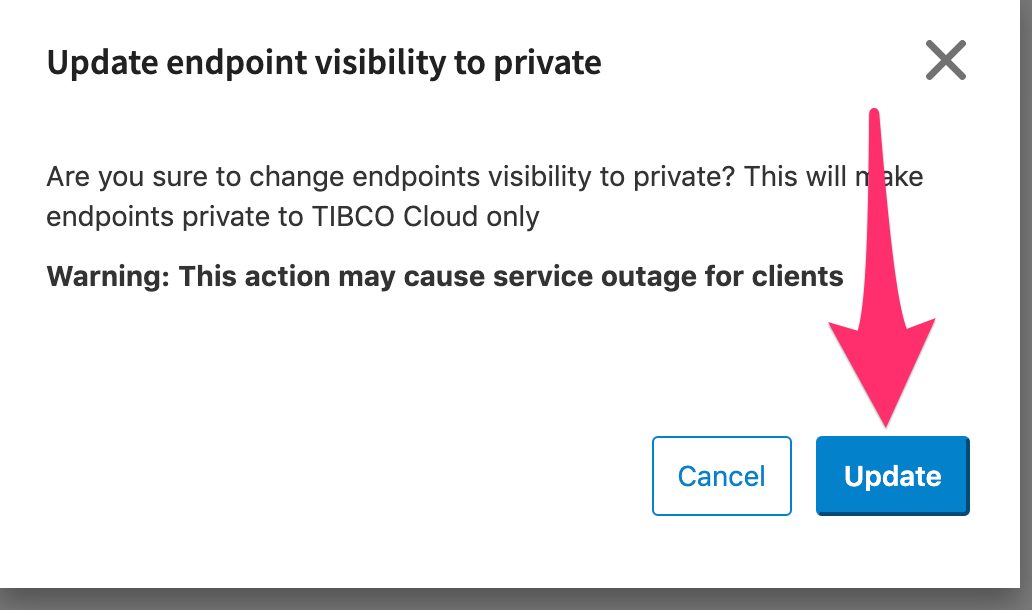 Update endpoint visibility to private
Are you sure to change endpoints visibility to private? This will make
endpoints private to TIBCO Cloud only
Warning: This action may cause service outage for clients
Cancel
Update